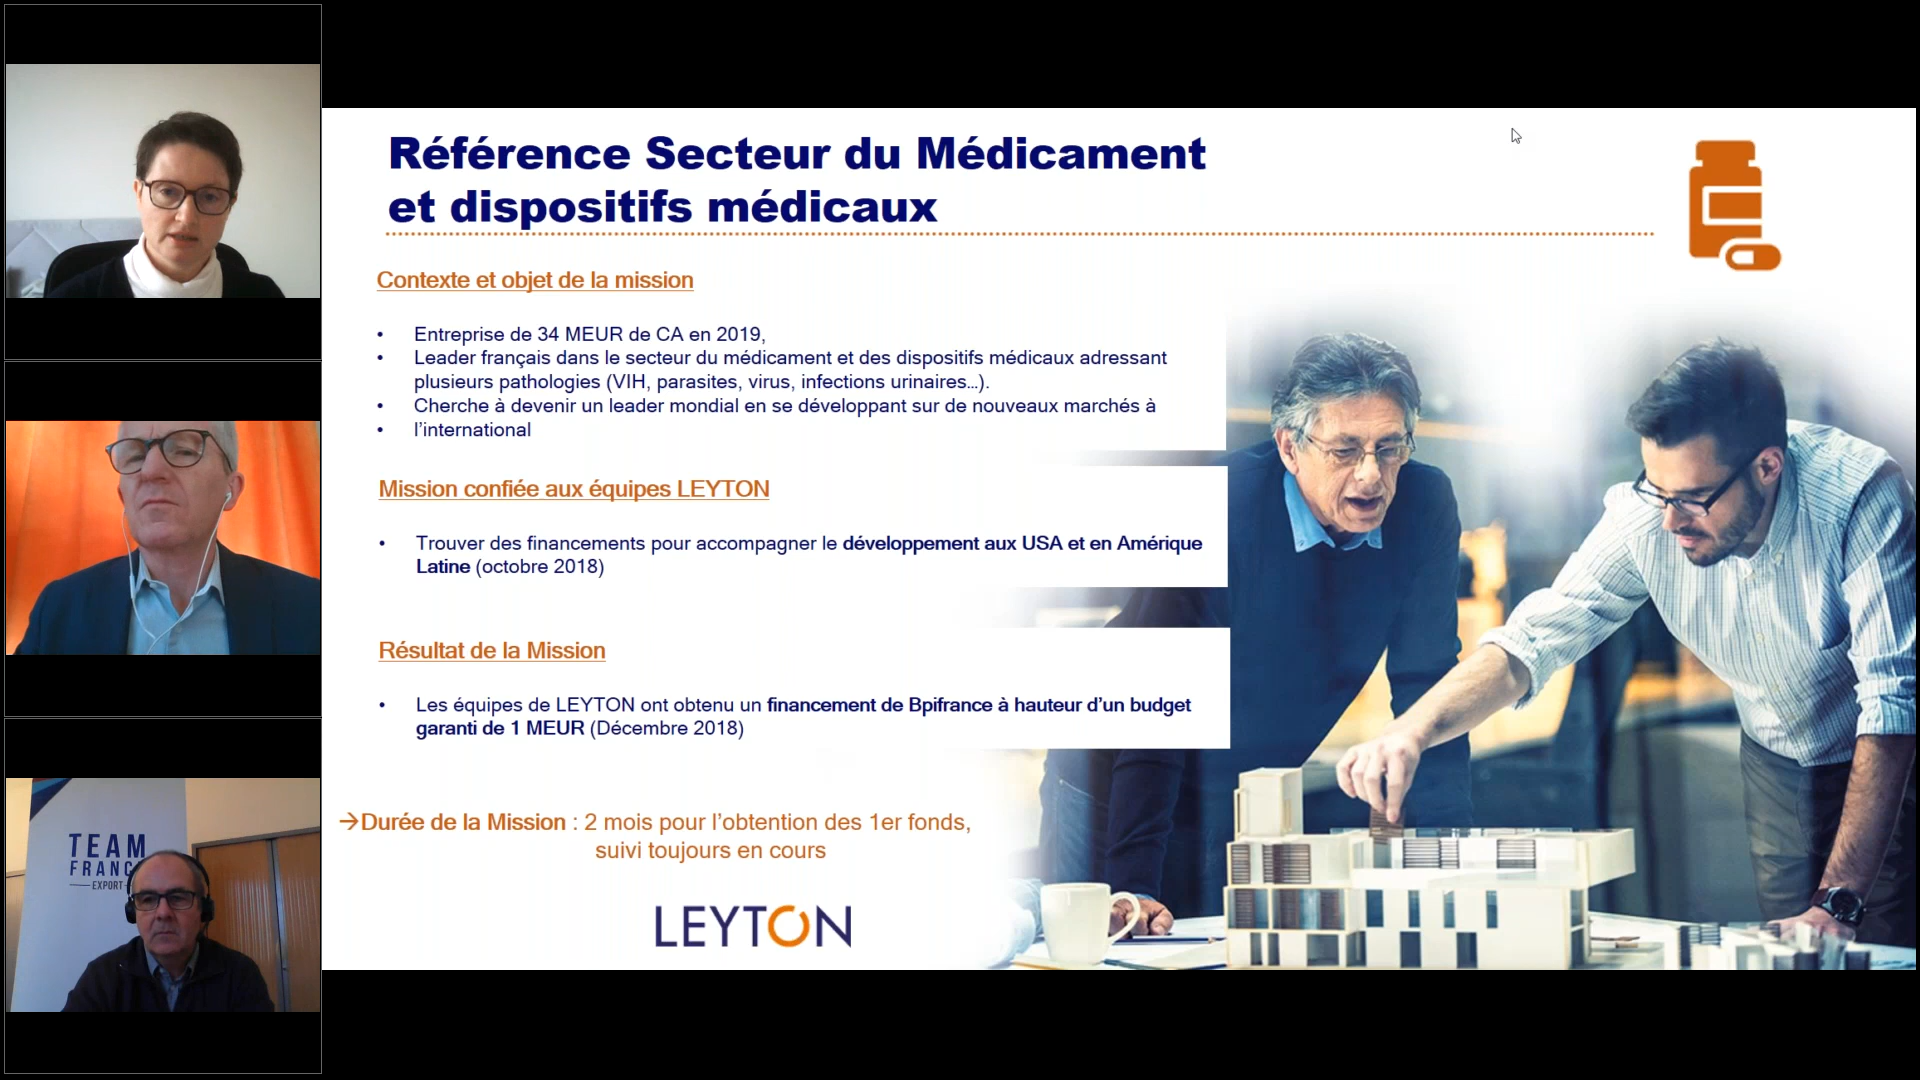 Référence Secteur du Médicament
et dispositifs médicaux
Contexte et objet de la mission
• Entreprise de 34 MEUR de CA en 2019,
• Leader français dans le secteur du médicament et des dispositifs médicaux adressant
plusieurs pathologies (VIH, parasites, virus, infections urinaires…).
• Cherche à devenir un leader mondial en se développant sur de nouveaux marchés à
• l’international
Mission confiée aux équipes LEYTON
• Trouver des financements pour accompagner le développement aux USA et en Amérique
Latine (octobre 2018)
Résultat de la Mission
• Les équipes de LEYTON ont obtenu un financement de Bpifrance à hauteur d’un budget
garanti de 1 MEUR (Décembre 2018)
→Durée de la Mission : 2 mois pour l’obtention des 1er fonds,
suivi toujours en cours
LEYTON
TEAM
FRANC
EXPORT